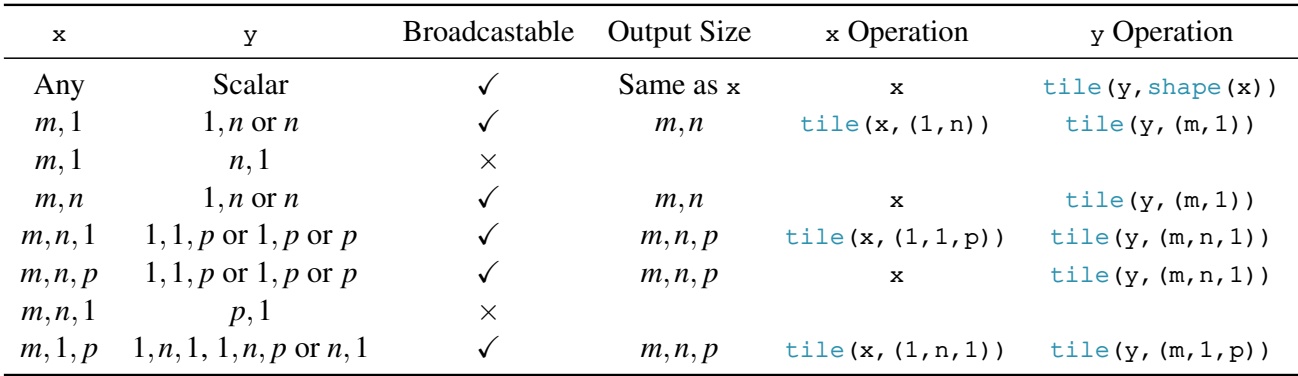 x y Broadcastable Output Size x Operation y Operation
Any Scalar ✓ Same as x x tile(y,shape(x))
m,1 1,n or n ✓ m,n tile(x,(1,n)) tile(y,(m,1))
m,1 n,1 ×
m,n 1,n or n ✓ m,n x tile(y,(m,1))
m,n,1 1,1,p or 1,p or p ✓ m,n,p tile(x,(1,1,p)) tile(y,(m,n,1))
m,n,p 1,1,p or 1,p or p ✓ m,n,p x tile(y,(m,n,1))
m,n,1 p,1 ×
m,1,p 1,n,1, 1,n,p or n,1 ✓ m,n,p tile(x,(1,n,1)) tile(y,(m,1,p))